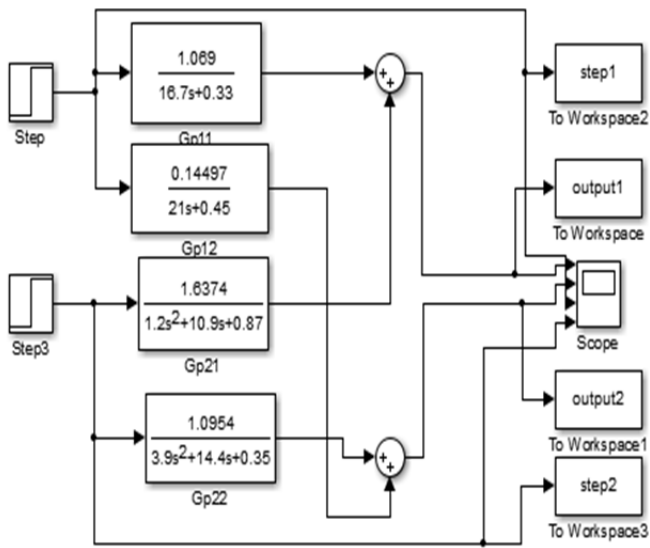 1.069
16.7s+0.33
Gp11
Step
0.14497
21s+0.45
Gp12
1.6374
1.2s2+10.9s+0.87
Gp21
Step3
1.0954
3.9s2+14.4s+0.35
Gp22
++
++
step1
To Workspace2
output1
To Workspace
Scope
output2
To Workspace1
step2
To Workspace3